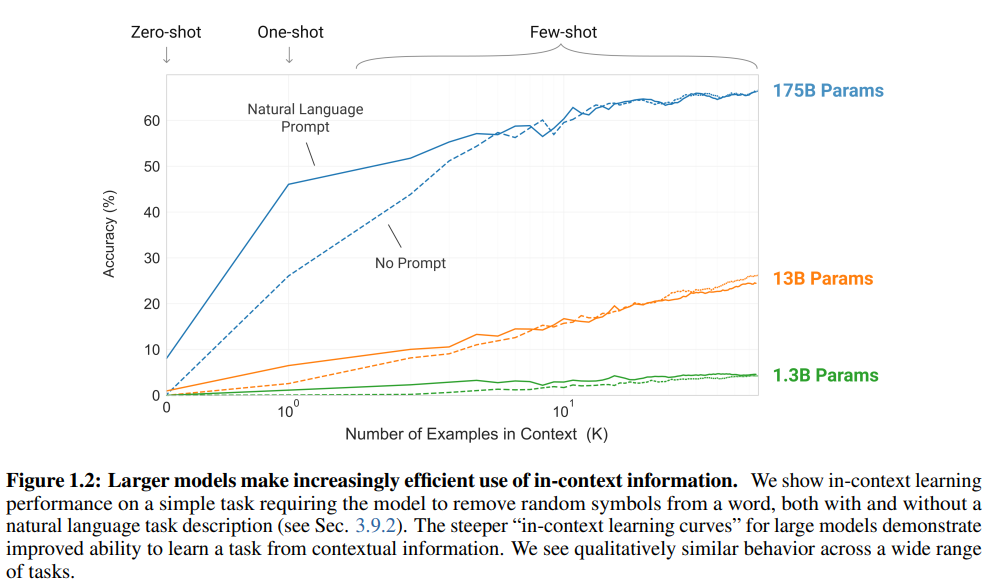 Zero-shot
One-shot
Few-shot
175B Params
Natural Language
Prompt
60
50
40
30
20
10
0
Accuracy (%)
No Prompt
13B Params
1.3B Params
0
10^0
10^1
Number of Examples in Context (K)
Figure 1.2: Larger models make increasingly efficient use of in-context information. We show in-context learning
performance on a simple task requiring the model to remove random symbols from a word, both with and without a
natural language task description (see Sec. 3.9.2). The steeper “in-context learning curves” for large models demonstrate
improved ability to learn a task from contextual information. We see qualitatively similar behavior across a wide range
of tasks.